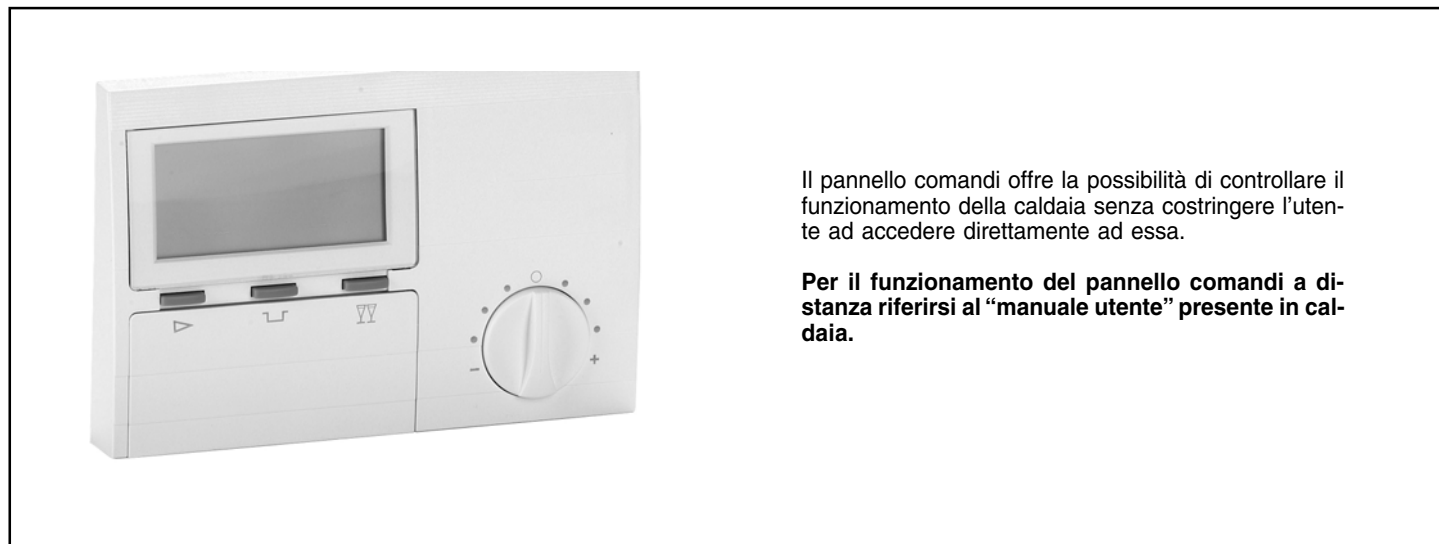 Il pannello comandi offre la possibilità di controllare il
funzionamento della caldaia senza costringere l'uten-
te ad accedere direttamente ad essa.
Per il funzionamento del pannello comandi a di-
stanza riferirsi al “manuale utente” presente in cal-
daia.